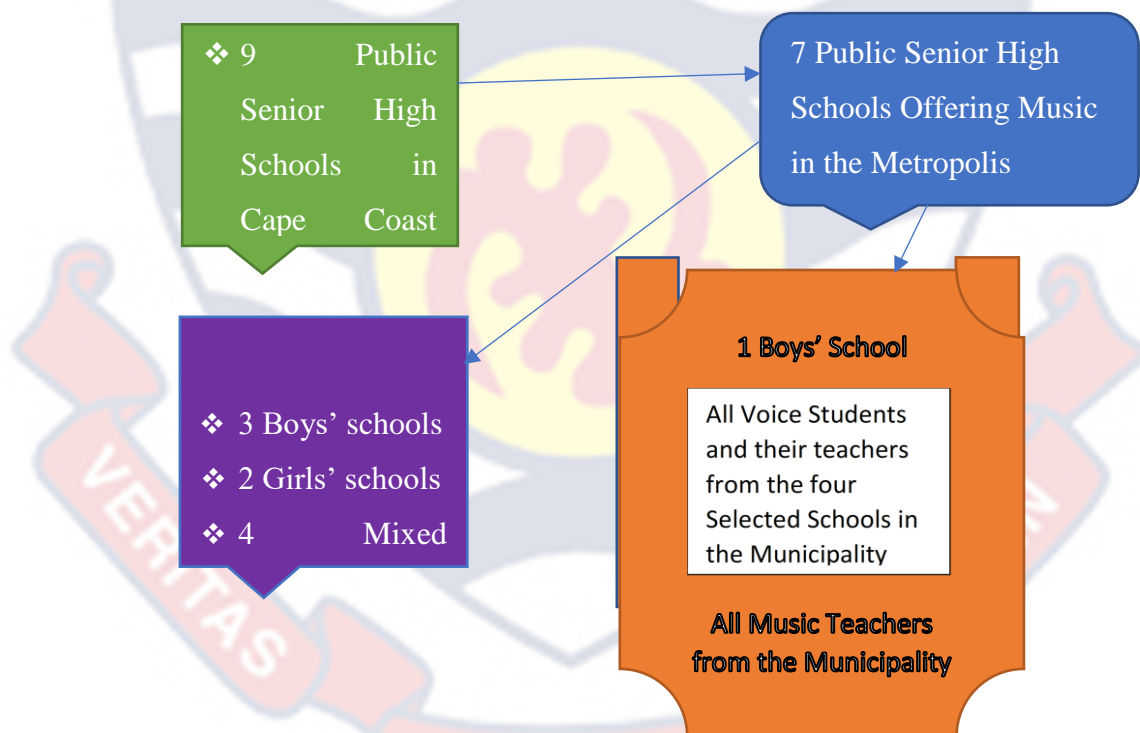 ❖ 9 Public
Senior High
Schools in
Cape Coast
7 Public Senior High
Schools Offering Music
in the Metropolis
❖ 3 Boys’ schools
❖ 2 Girls’ schools
❖ 4 Mixed
1 Boys’ School
All Voice Students
and their teachers
from the four
Selected Schools in
the Municipality
All Music Teachers
from the Municipality
VERITAS